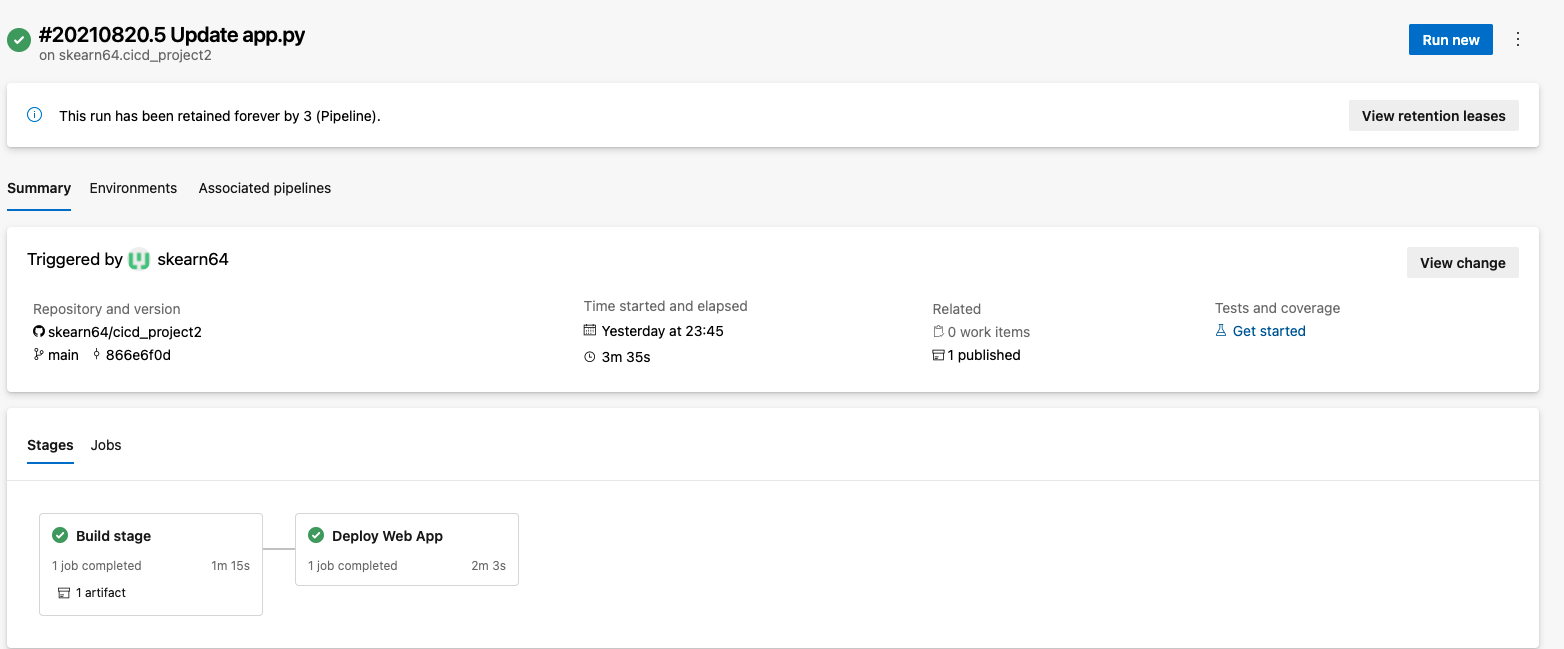 #20210820.5 Update app.py
on skearn64.cicd_project2
Run new
This run has been retained forever by 3 (Pipeline).
View retention leases
Summary Environments Associated pipelines
Triggered by skearn64
View change
Repository and version
skearn64/cicd_project2
main 866e6f0d
Time started and elapsed
Yesterday at 23:45
3m 35s
Related
0 work items
1 published
Tests and coverage
Get started
Stages Jobs
Build stage
1 job completed 1m 15s
1 artifact
Deploy Web App
1 job completed 2m 3s